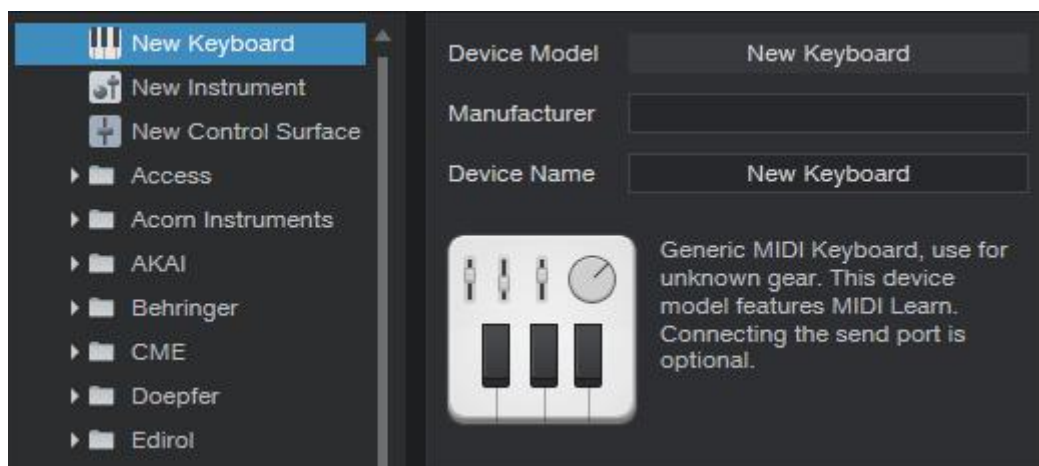 New Keyboard
New Instrument
New Control Surface
Access
Acorn Instruments
AKAI
Behringer
CME
Doepfer
Edirol
Device Model New Keyboard
Manufacturer
Device Name New Keyboard
Generic MIDI Keyboard, use for
unknown gear. This device
model features MIDI Learn.
Connecting the send port is
optional.